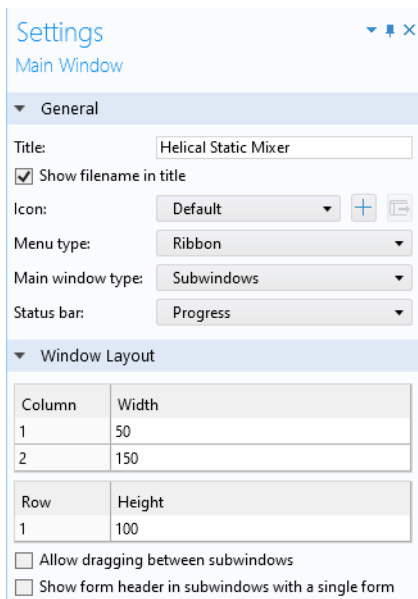 Settings
Main Window
General
Title: Helical Static Mixer
Show filename in title
Icon: Default
Menu type: Ribbon
Main window type: Subwindows
Status bar: Progress
Window Layout
Column Width
1 50
2 150
Row Height
1 100
Allow dragging between subwindows
Show form header in subwindows with a single form